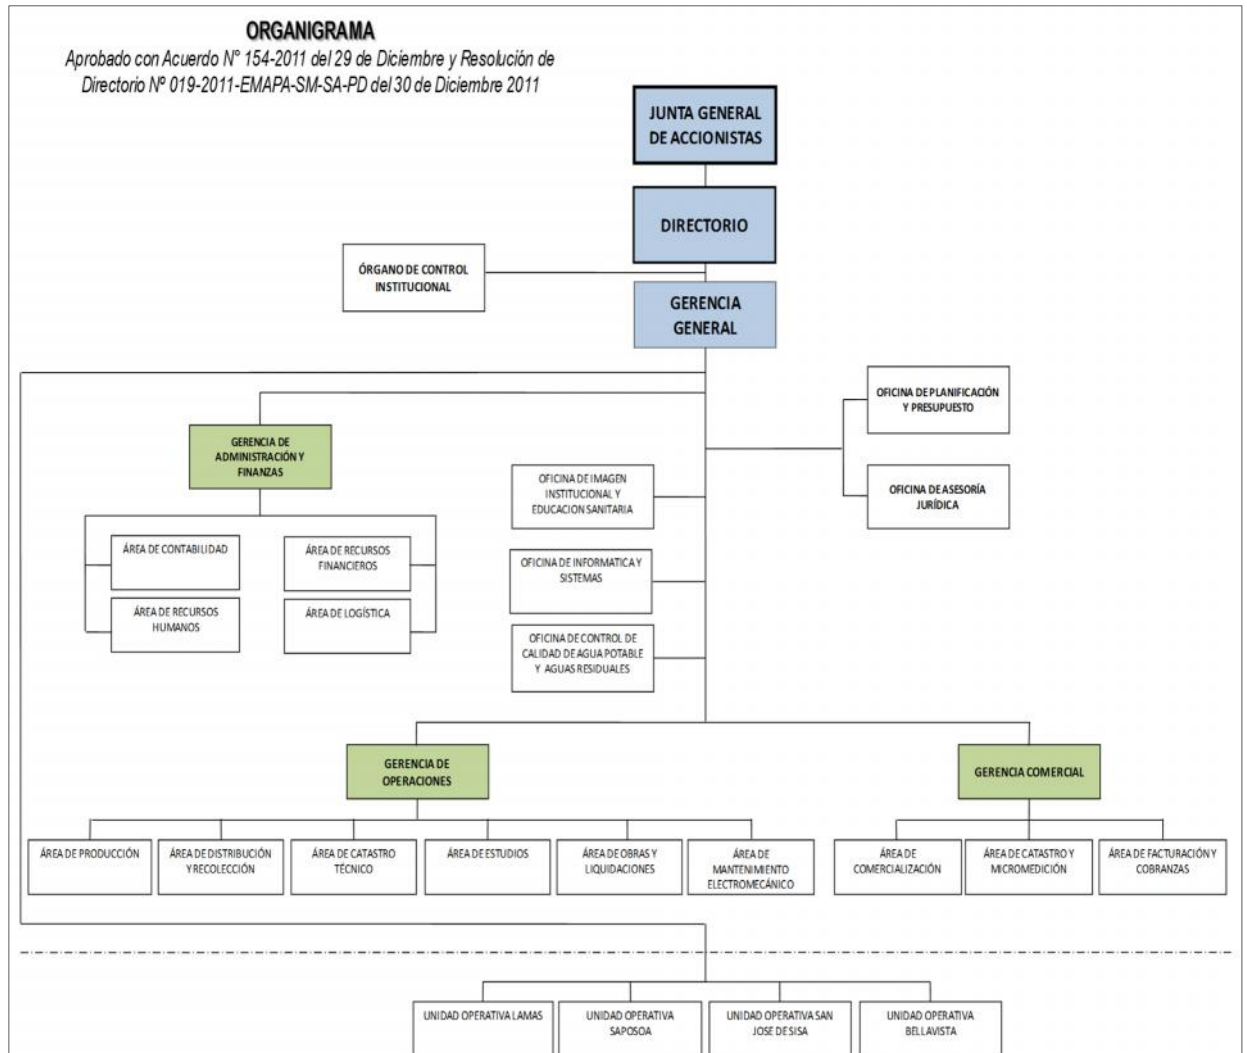 ORGANIGRAMA
Aprobado con Acuerdo N° 154-2011 del 29 de Diciembre y Resolución de
Directorio Nº 019-2011-EMAPA-SM-SA-PD del 30 de Diciembre 2011
JUNTA GENERAL
DE ACCIONISTAS
DIRECTORIO
ÓRGANO DE CONTROL
INSTITUCIONAL
GERENCIA
GENERAL
OFICINA DE PLANIFICACIÓN
Y PRESUPUESTO
OFICINA DE ASESORÍA
JURÍDICA
GERENCIA DE
ADMINISTRACIÓN Y
FINANZAS
ÁREA DE CONTABILIDAD
ÁREA DE RECURSOS
FINANCIEROS
ÁREA DE RECURSOS
HUMANOS
ÁREA DE LOGÍSTICA
OFICINA DE IMAGEN
INSTITUCIONAL Y
EDUCACION SANITARIA
OFICINA DE INFORMATICA Y
SISTEMAS
OFICINA DE CONTROL DE
CALIDAD DE AGUA POTABLE
Y AGUAS RESIDUALES
GERENCIA DE
OPERACIONES
GERENCIA COMERCIAL
ÁREA DE PRODUCCIÓN
ÁREA DE DISTRIBUCIÓN
Y RECOLECCIÓN
ÁREA DE CATASTRO
TÉCNICO
ÁREA DE ESTUDIOS
ÁREA DE OBRAS Y
LIQUIDACIONES
ÁREA DE
MANTENIMIENTO
ELECTROMECÁNICO
ÁREA DE
COMERCIALIZACIÓN
ÁREA DE CATASTRO Y
MICROMEDICIÓN
ÁREA DE FACTURACIÓN Y
COBRANZAS
UNIDAD OPERATIVA LAMAS
UNIDAD OPERATIVA
SAPOSOA
UNIDAD OPERATIVA SAN
JOSE DE SISA
UNIDAD OPERATIVA
BELLAVISTA